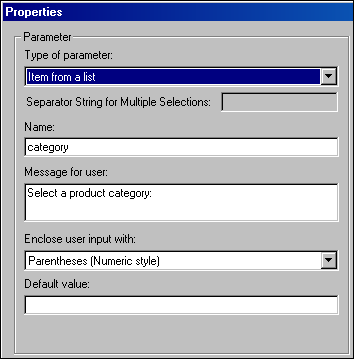 Properties
Parameter
Type of parameter:
Item from a list
Separator String for Multiple Selections:
Name:
category
Message for user:
Select a product category:
Enclose user input with:
Parentheses (Numeric style)
Default value: